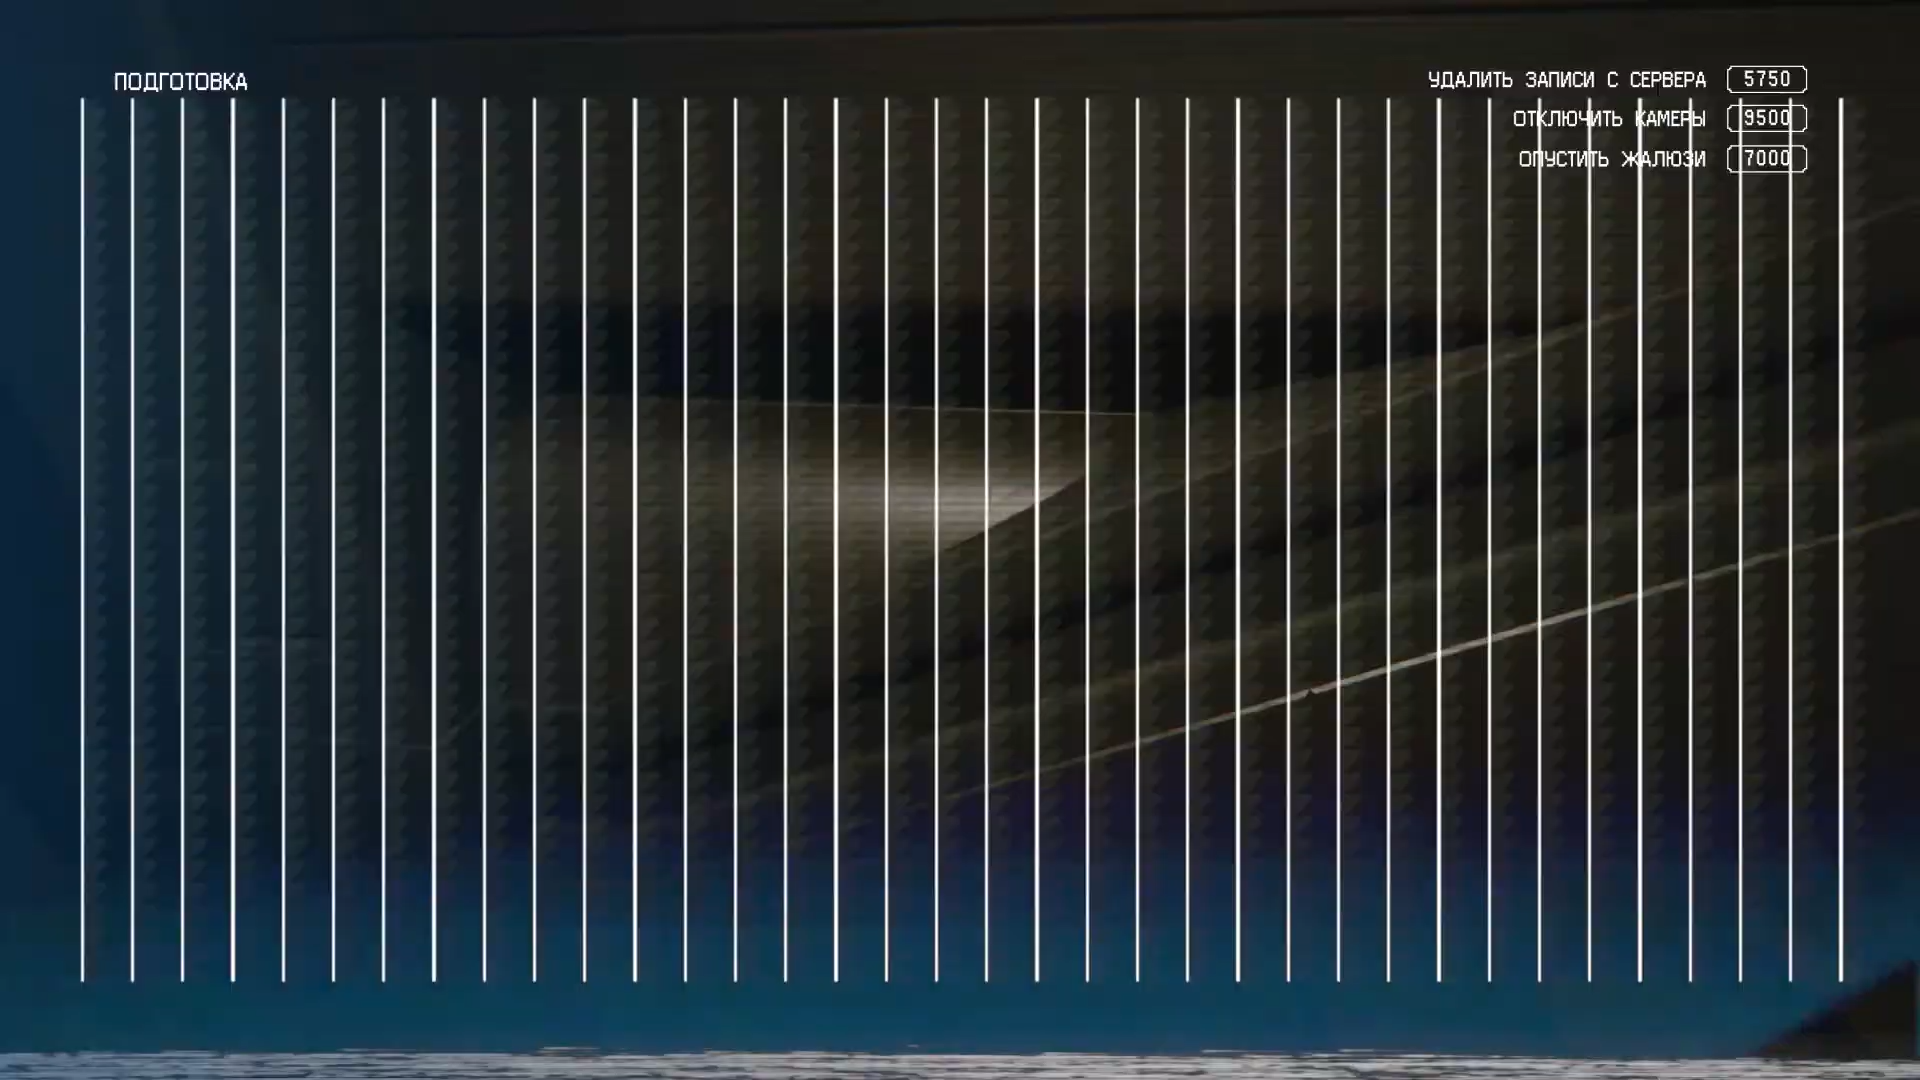 ПОДГОТОВКА
УДАЛИТЬ ЗАПИСИ С СЕРВЕРА 5750
ОТКЛЮЧИТЬ КАМЕРЫ 9500
ОПУСТИТЬ ЖАЛЮЗИ 7000